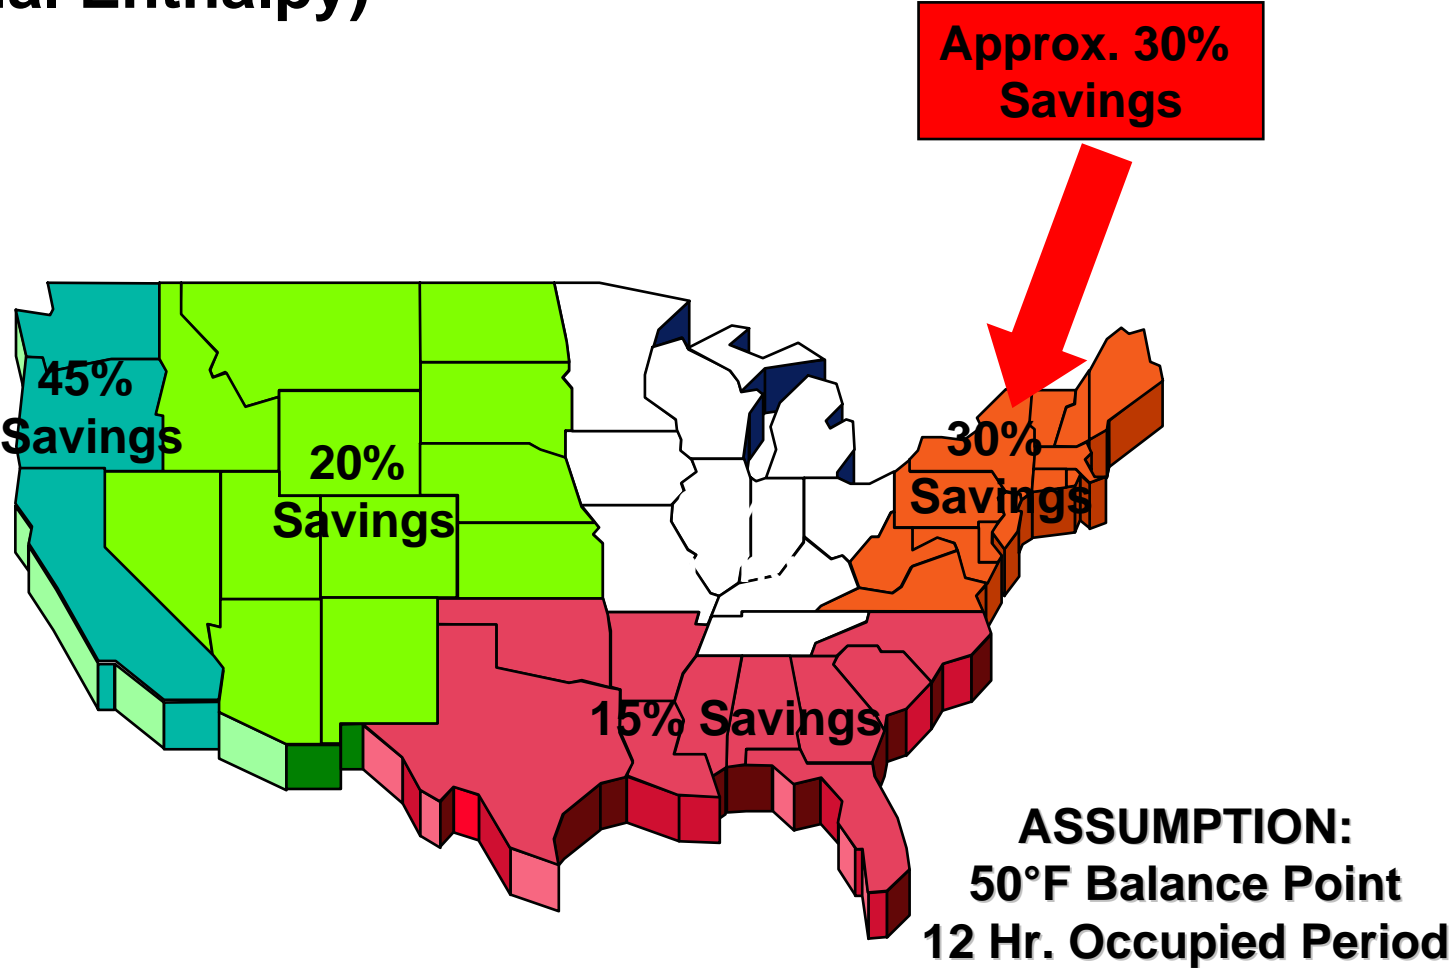 Enthalpy)
Approx. 30%
Savings
45%
Savings
20%
Savings
30%
Savings
15% Savings
ASSUMPTION:
50°F Balance Point
12 Hr. Occupied Period